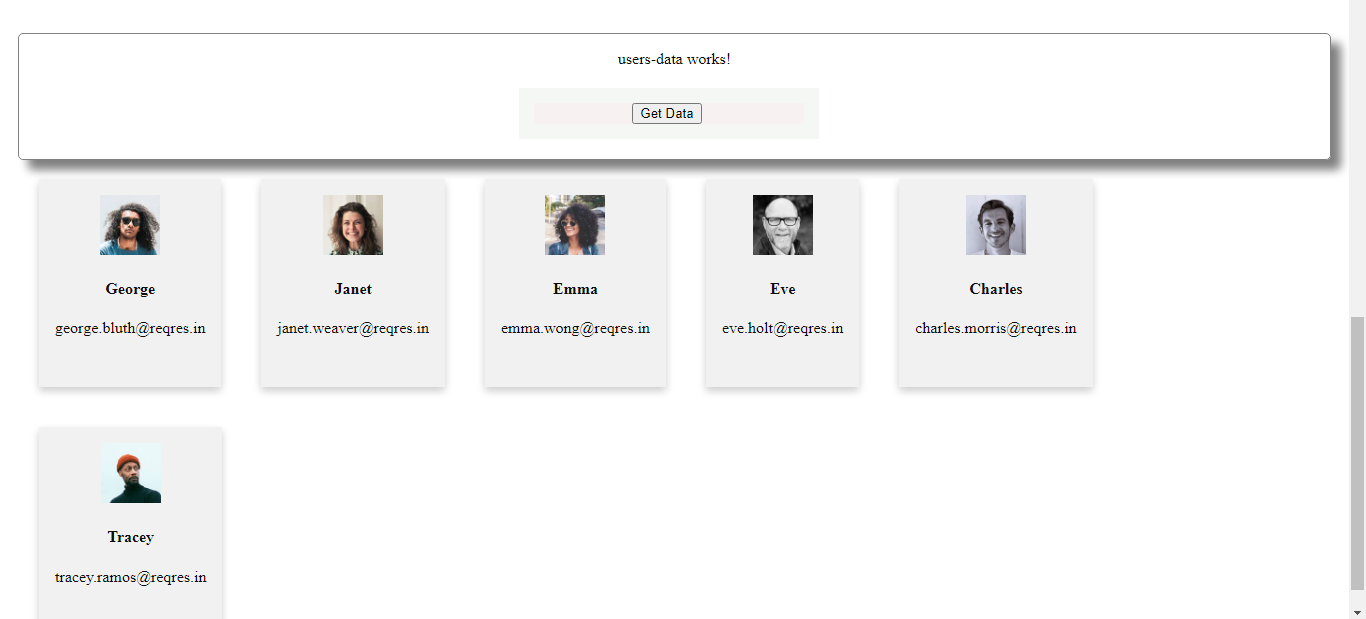 users-data works!
Get Data
George
george.bluth@reqres.in
Janet
janet.weaver@reqres.in
Emma
emma.wong@reqres.in
Eve
eve.holt@reqres.in
Charles
charles.morris@reqres.in
Tracey
tracey.ramos@reqres.in